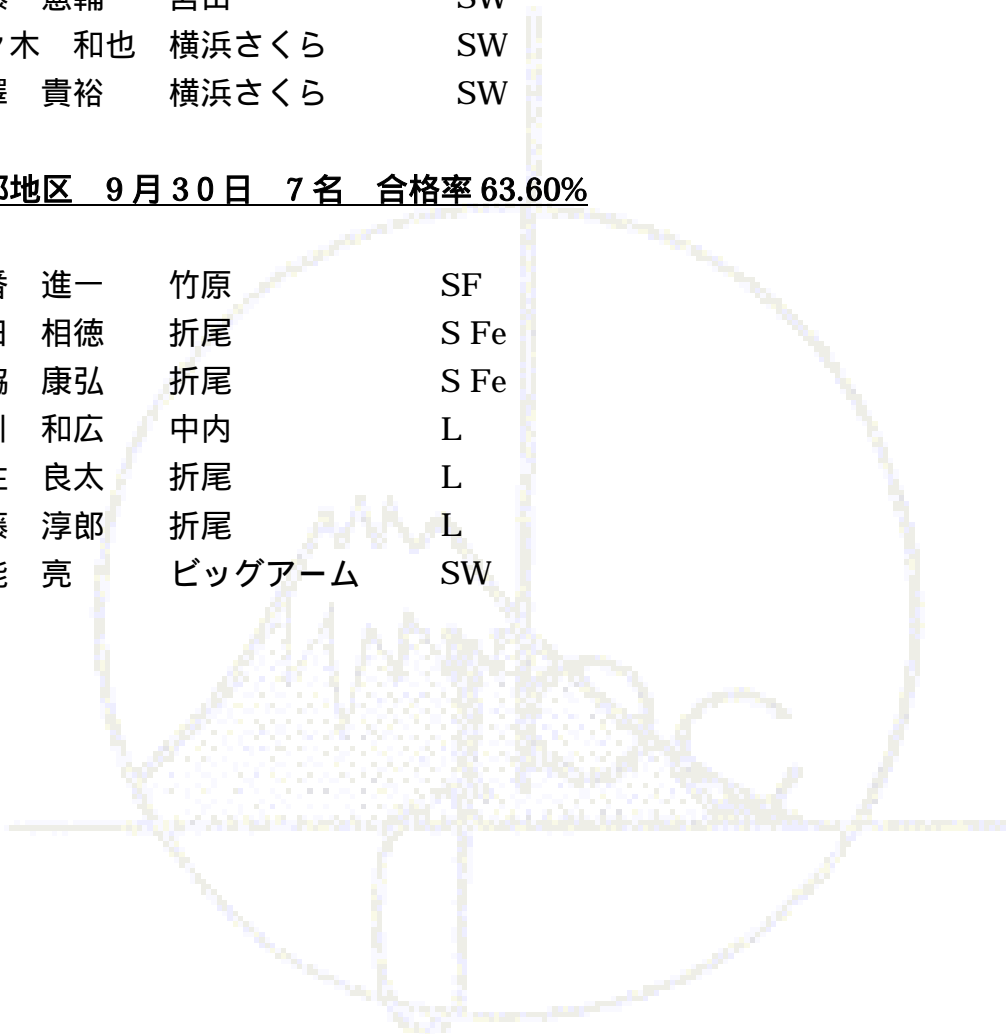 木 和也 横浜さくら SW
貴裕 横浜さくら SW
地区 9月30日 7名 合格率63.60%
進一 竹原 SF
相徳 折尾 S Fe
康弘 折尾 S Fe
和広 中内 L
良太 折尾 L
淳郎 折尾 L
亮 ビッグアーム SW